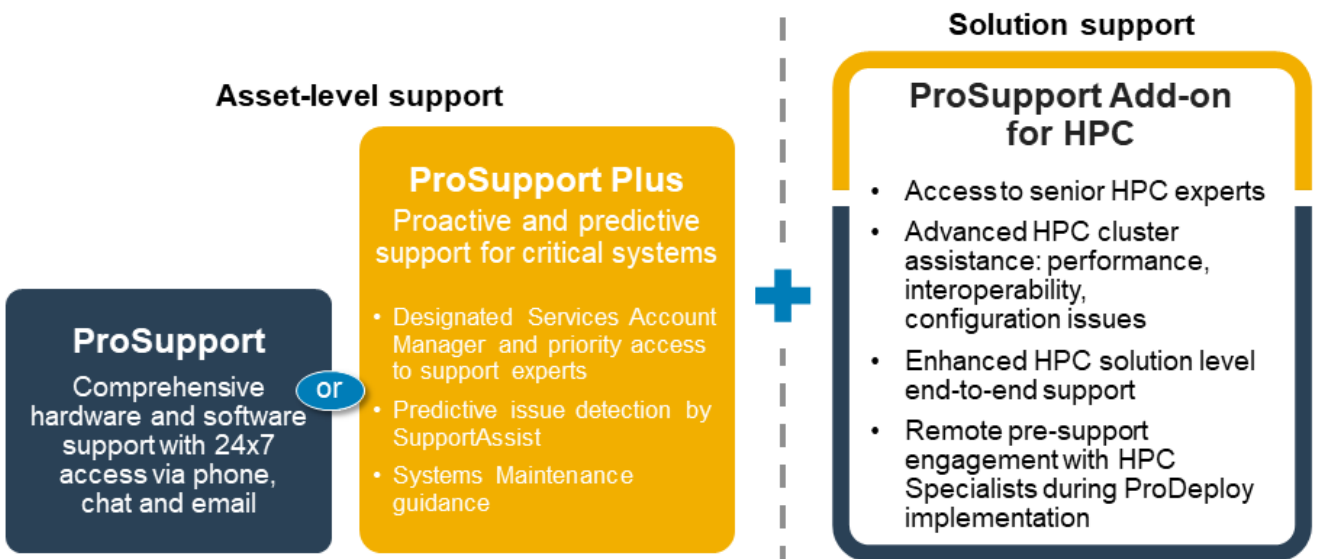 Asset-level support
ProSupport
Comprehensive
hardware and software
support with 24x7
access via phone,
chat and email
or
ProSupport Plus
Proactive and predictive
support for critical systems
• Designated Services Account
Manager and priority access
to support experts
• Predictive issue detection by
SupportAssist
• Systems Maintenance
guidance
Solution support
ProSupport Add-on
for HPC
• Access to senior HPC experts
• Advanced HPC cluster
assistance: performance,
interoperability,
configuration issues
• Enhanced HPC solution level
end-to-end support
• Remote pre-support
engagement with HPC
Specialists during ProDeploy
implementation